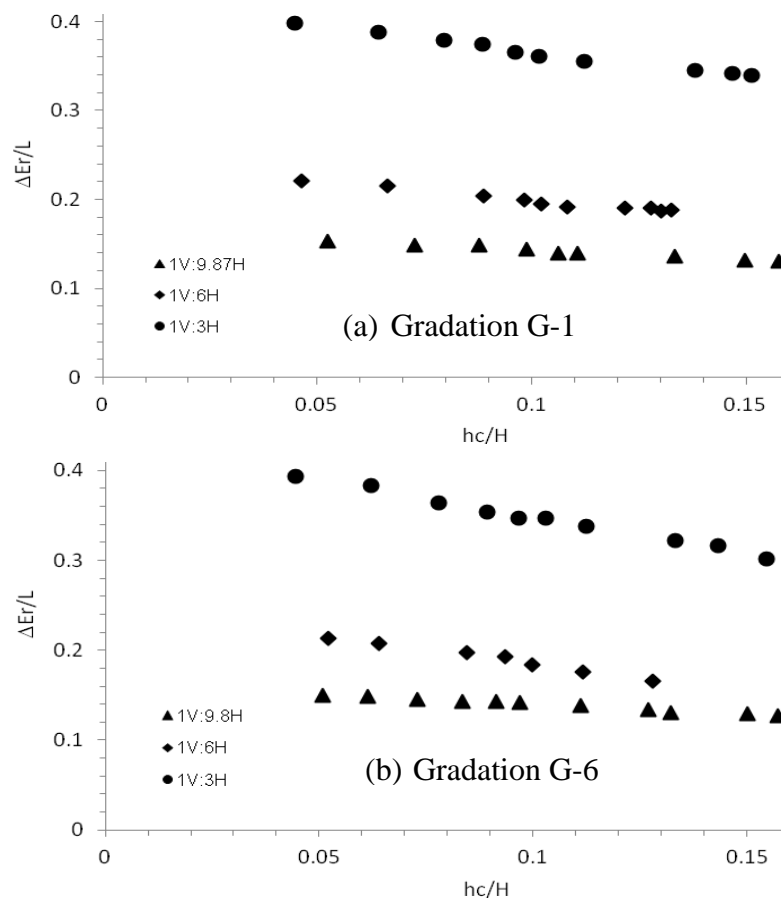 0.4
0.3
0.2
0.1
0
ΔEr/L
1V:9.87H
1V:6H
1V:3H
(a) Gradation G-1
0
0.05
0.1
0.15
hc/H
0.4
0.3
0.2
0.1
0
ΔEr/L
1V:9.8H
1V:6H
1V:3H
(b) Gradation G-6
0
0.05
0.1
0.15
hc/H